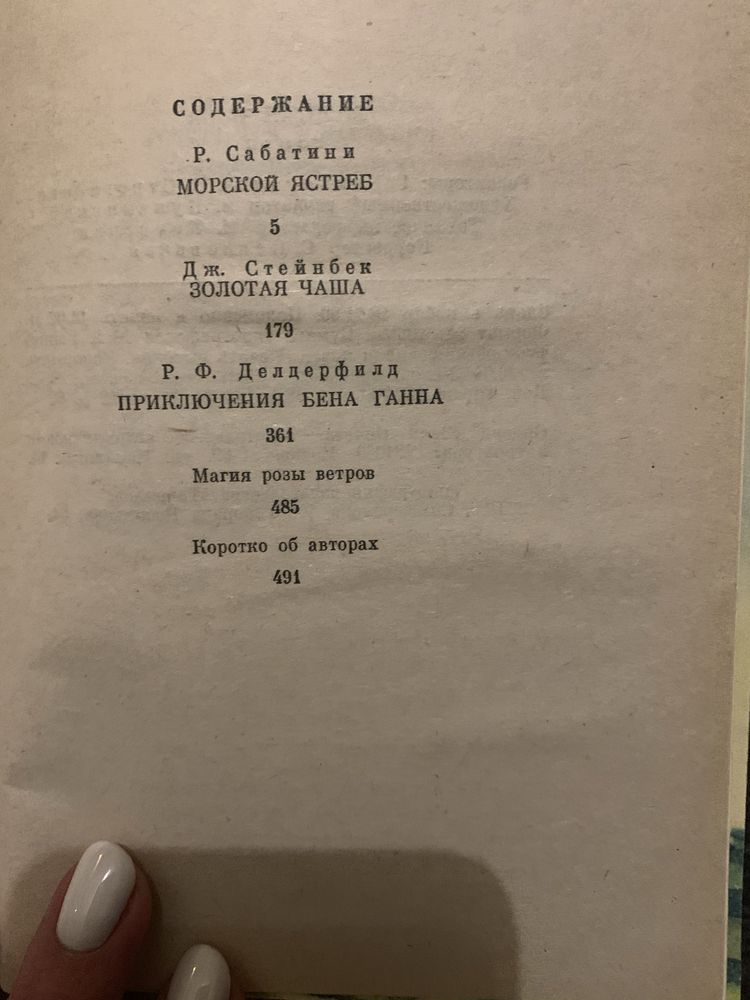 СОДЕРЖАНИЕ
Р. Сабатини
МОРСКОЙ ЯСТРЕБ
5
Дж. Стейнбек
ЗОЛОТАЯ ЧАША
179
Р. Ф. Делдерфилд
ПРИКЛЮЧЕНИЯ БЕНА ГАННА
361
Магия розы ветров
485
Коротко об авторах
491